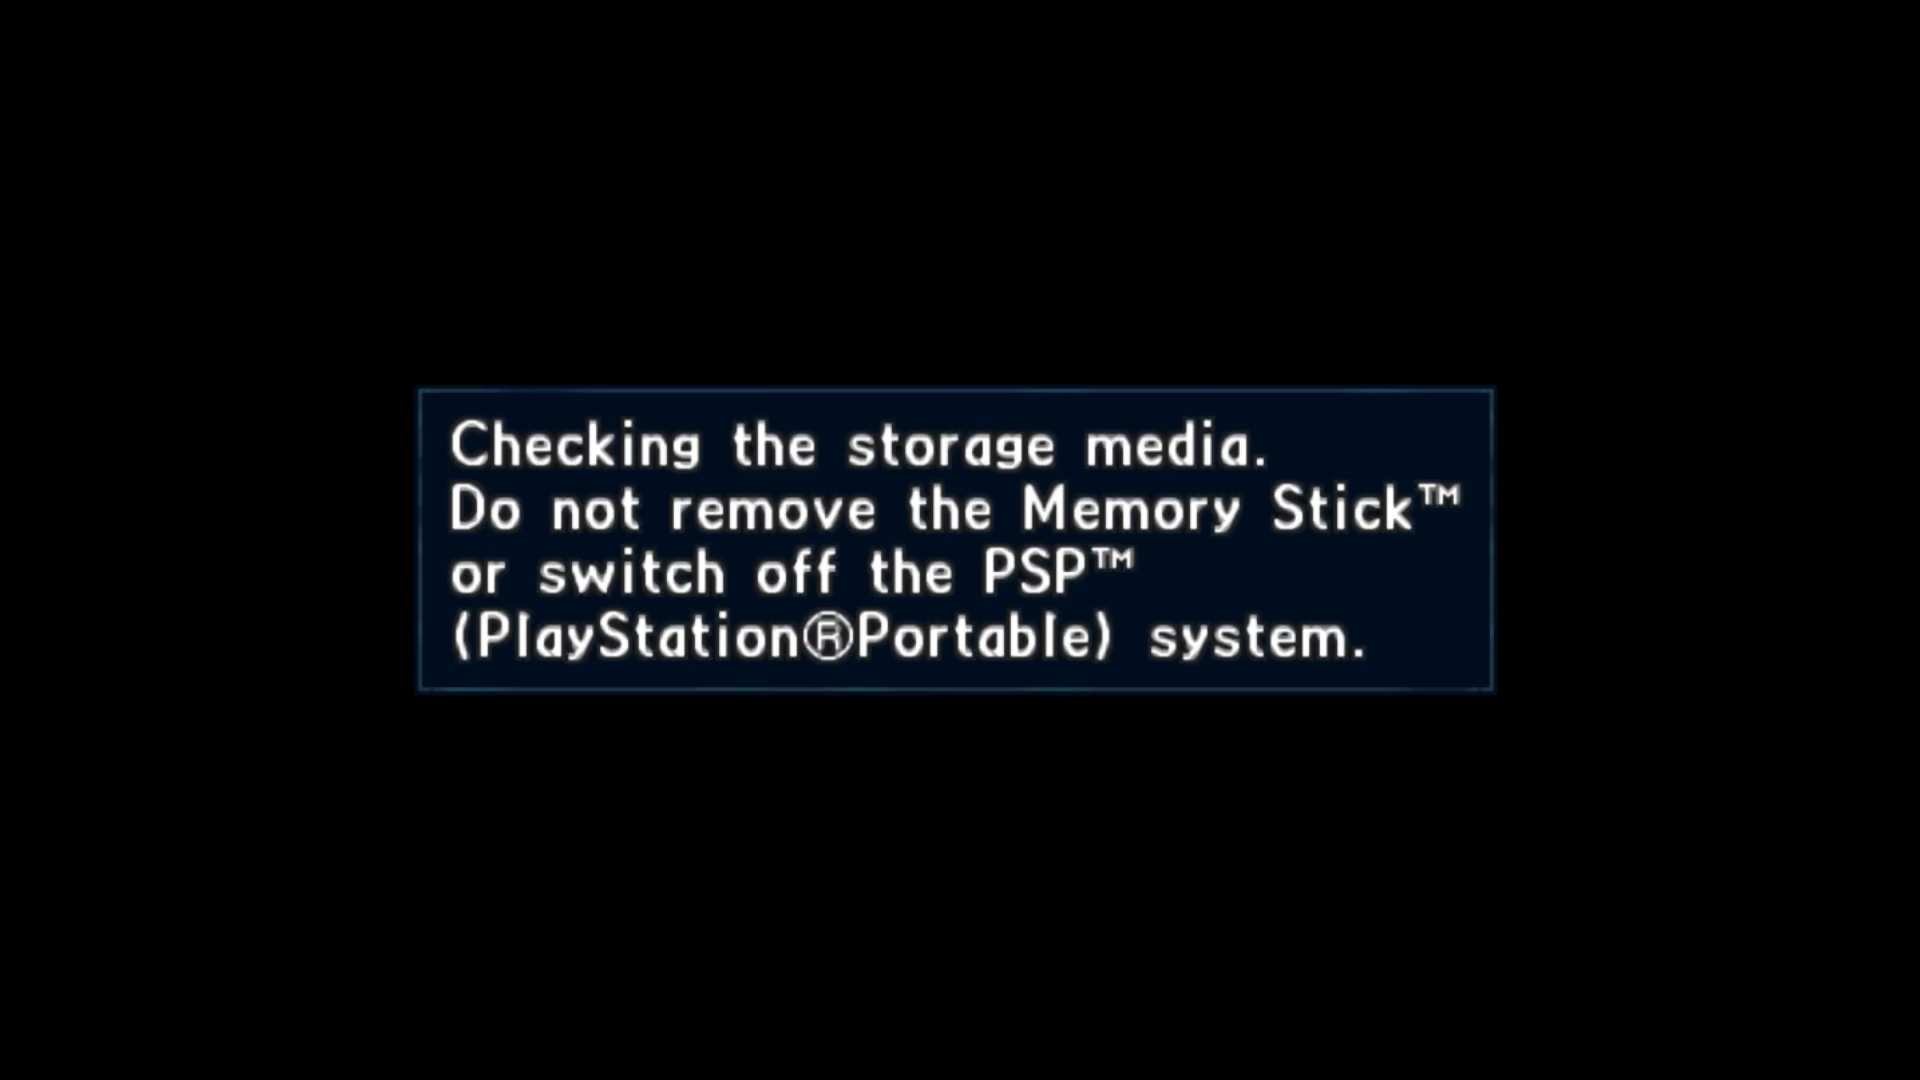 Checking the storage media.
Do not remove the Memory Stick™
or switch off the PSP™
(PlayStation®Portable) system.